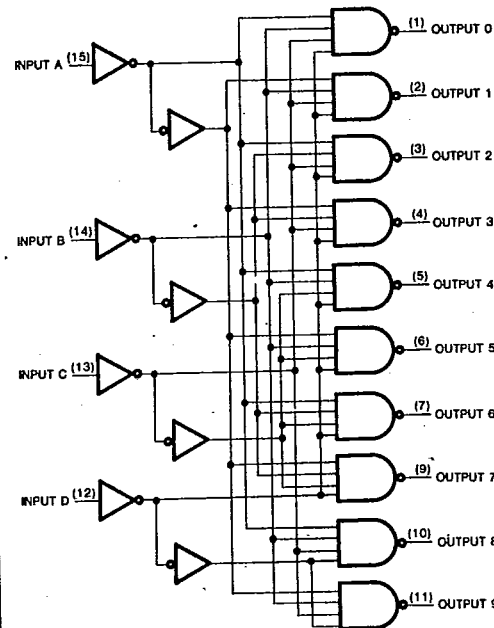 (1) OUTPUT 0
INPUT A (15)
(2) OUTPUT 1
(3) OUTPUT 2
(4) OUTPUT 3
INPUT B (14)
(5) OUTPUT 4
(6) OUTPUT 5
INPUT C (13)
(7) OUTPUT 6
(9) OUTPUT 7
INPUT D (12)
(10) OUTPUT 8
(11) OUTPUT 9